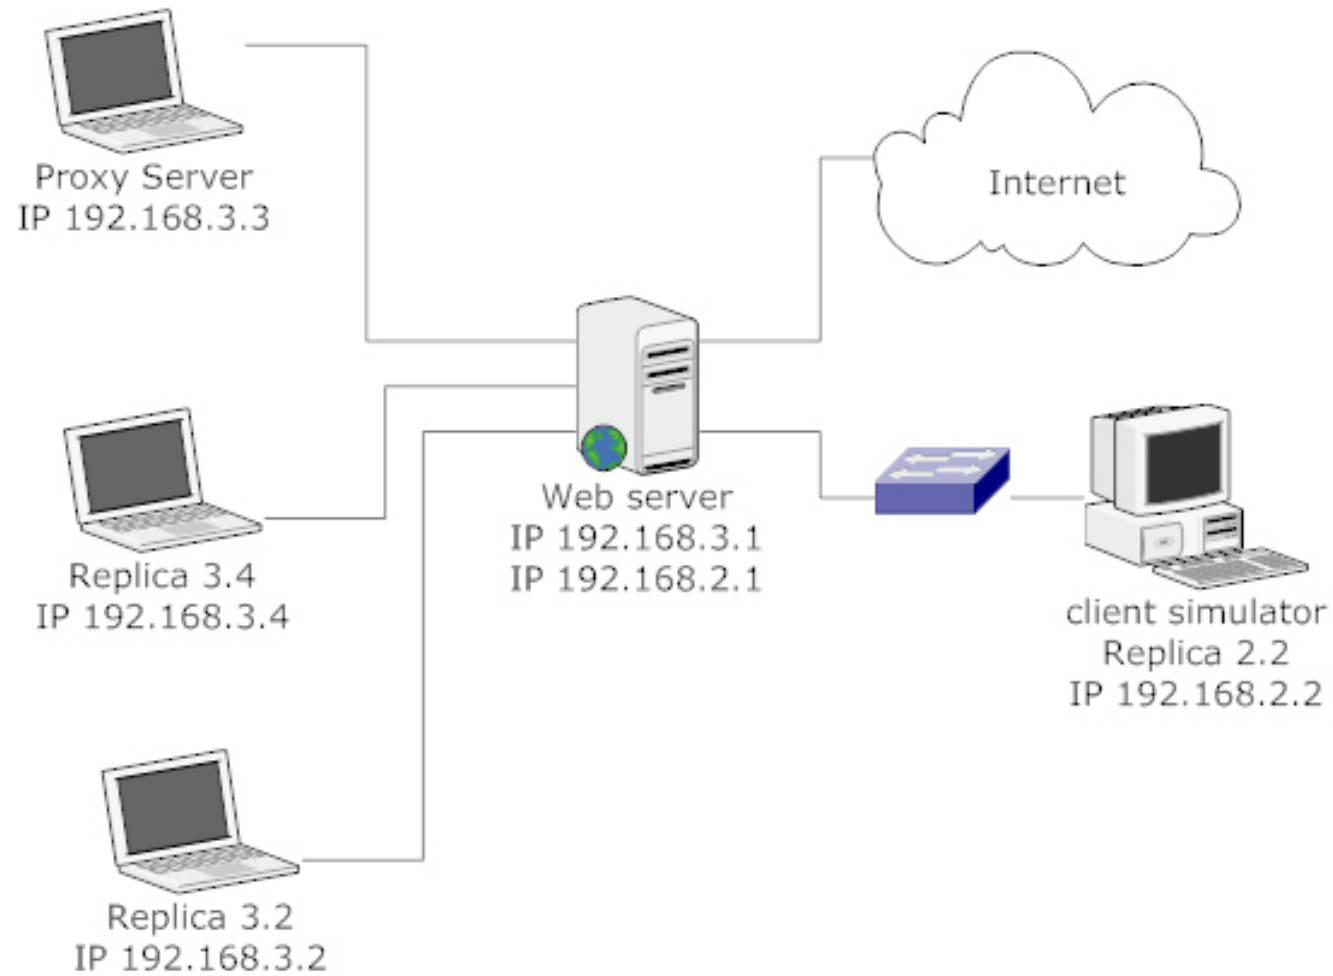 Proxy Server
IP 192.168.3.3
Internet
Web server
IP 192.168.3.1
IP 192.168.2.1
Replica 3.4
IP 192.168.3.4
client simulator
Replica 2.2
IP 192.168.2.2
Replica 3.2
IP 192.168.3.2